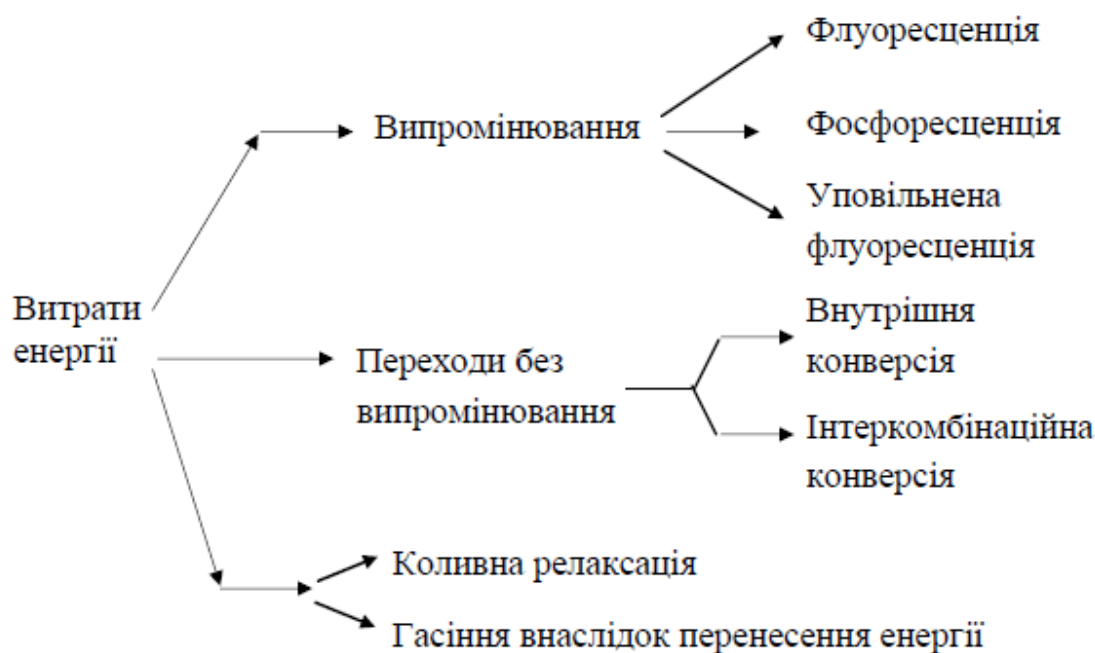 Флуоресценція
Випромінювання
Фосфоресценція
Уповільнена
флуоресценція
Витрати
енергії
Переходи без
випромінювання
Внутрішня
конверсія
Інтеркомбінаційна
конверсія
Коливна релаксація
Гасіння внаслідок перенесення енергії